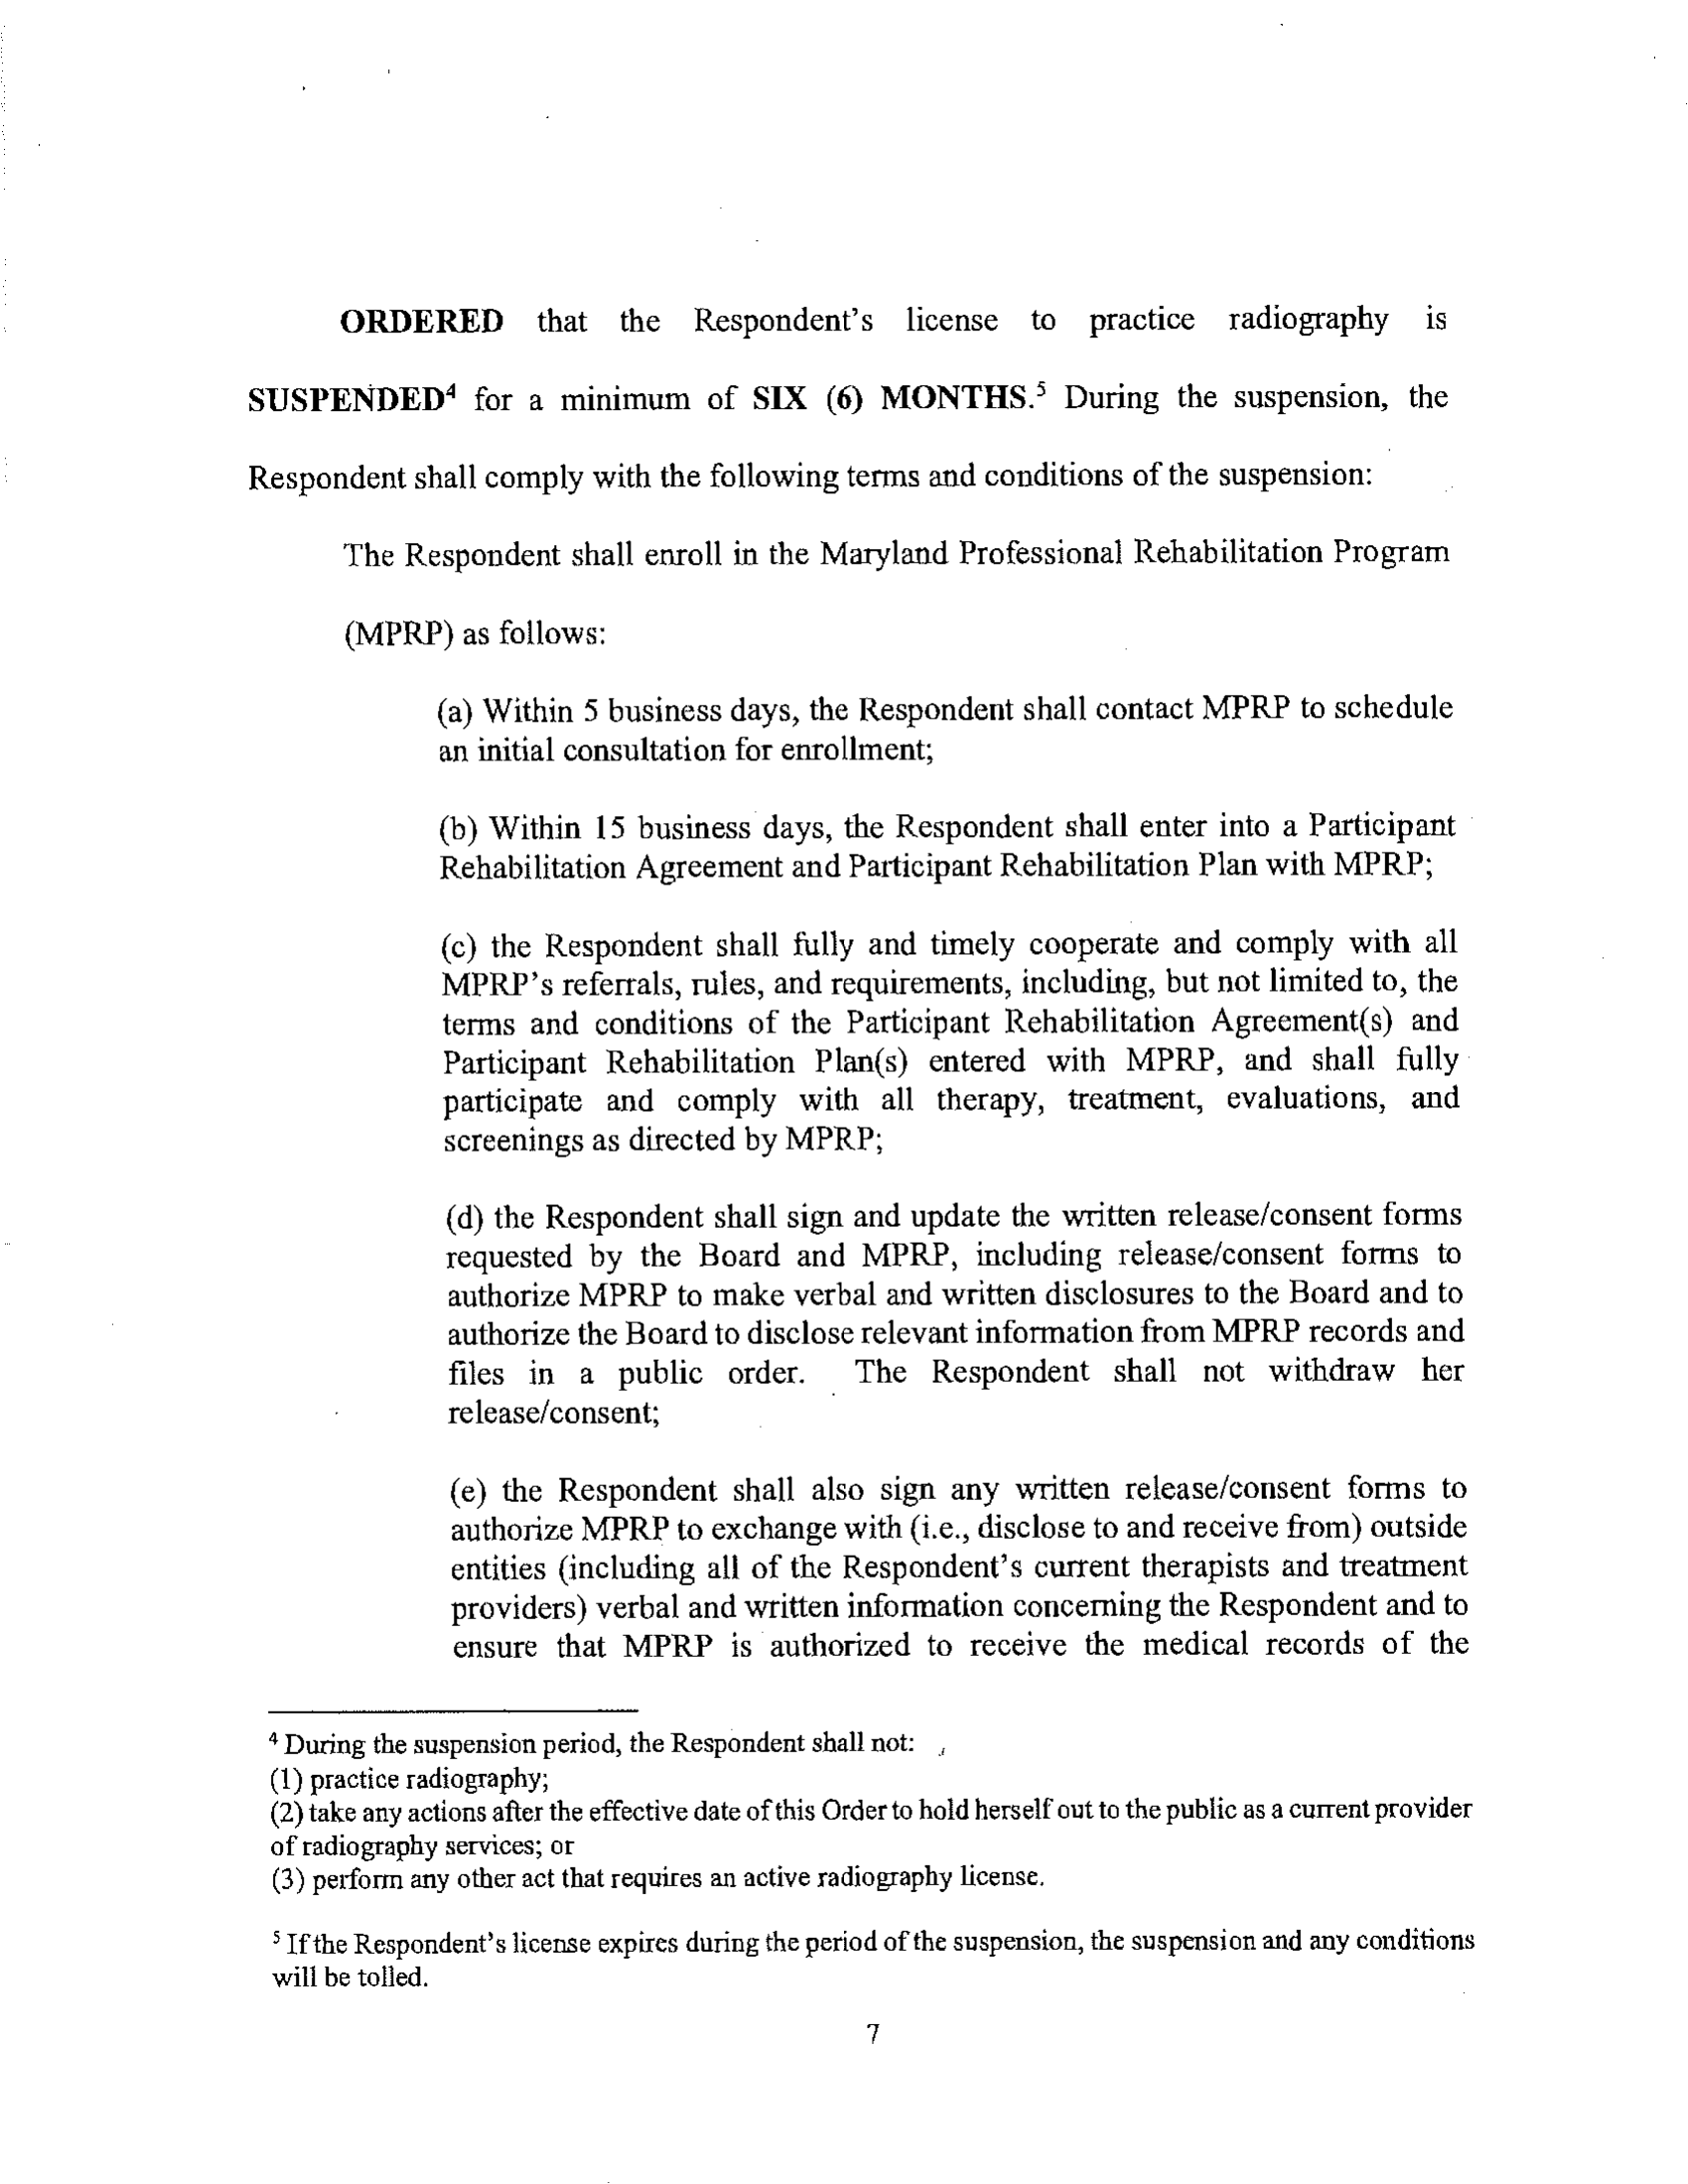 ORDERED that the Respondent's license to practice radiography is
SUSPENDED⁴ for a minimum of SIX (6) MONTHS.⁵ During the suspension, the
Respondent shall comply with the following terms and conditions of the suspension:
The Respondent shall enroll in the Maryland Professional Rehabilitation Program
(MPRP) as follows:
(a) Within 5 business days, the Respondent shall contact MPRP to schedule
an initial consultation for enrollment;
(b) Within 15 business days, the Respondent shall enter into a Participant
Rehabilitation Agreement and Participant Rehabilitation Plan with MPRP;
(c) the Respondent shall fully and timely cooperate and comply with all
MPRP's referrals, rules, and requirements, including, but not limited to, the
terms and conditions of the Participant Rehabilitation Agreement(s) and
Participant Rehabilitation Plan(s) entered with MPRP, and shall fully
participate and comply with all therapy, treatment, evaluations, and
screenings as directed by MPRP;
(d) the Respondent shall sign and update the written release/consent forms
requested by the Board and MPRP, including release/consent forms to
authorize MPRP to make verbal and written disclosures to the Board and to
authorize the Board to disclose relevant information from MPRP records and
files in a public order. The Respondent shall not withdraw her
release/consent;
(e) the Respondent shall also sign any written release/consent forms to
authorize MPRP to exchange with (i.e., disclose to and receive from) outside
entities (including all of the Respondent's current therapists and treatment
providers) verbal and written information concerning the Respondent and to
ensure that MPRP is authorized to receive the medical records of the
⁴ During the suspension period, the Respondent shall not:
(1) practice radiography;
(2) take any actions after the effective date of this Order to hold herself out to the public as a current provider
of radiography services; or
(3) perform any other act that requires an active radiography license.
⁵ If the Respondent's license expires during the period of the suspension, the suspension and any conditions
will be tolled.
7